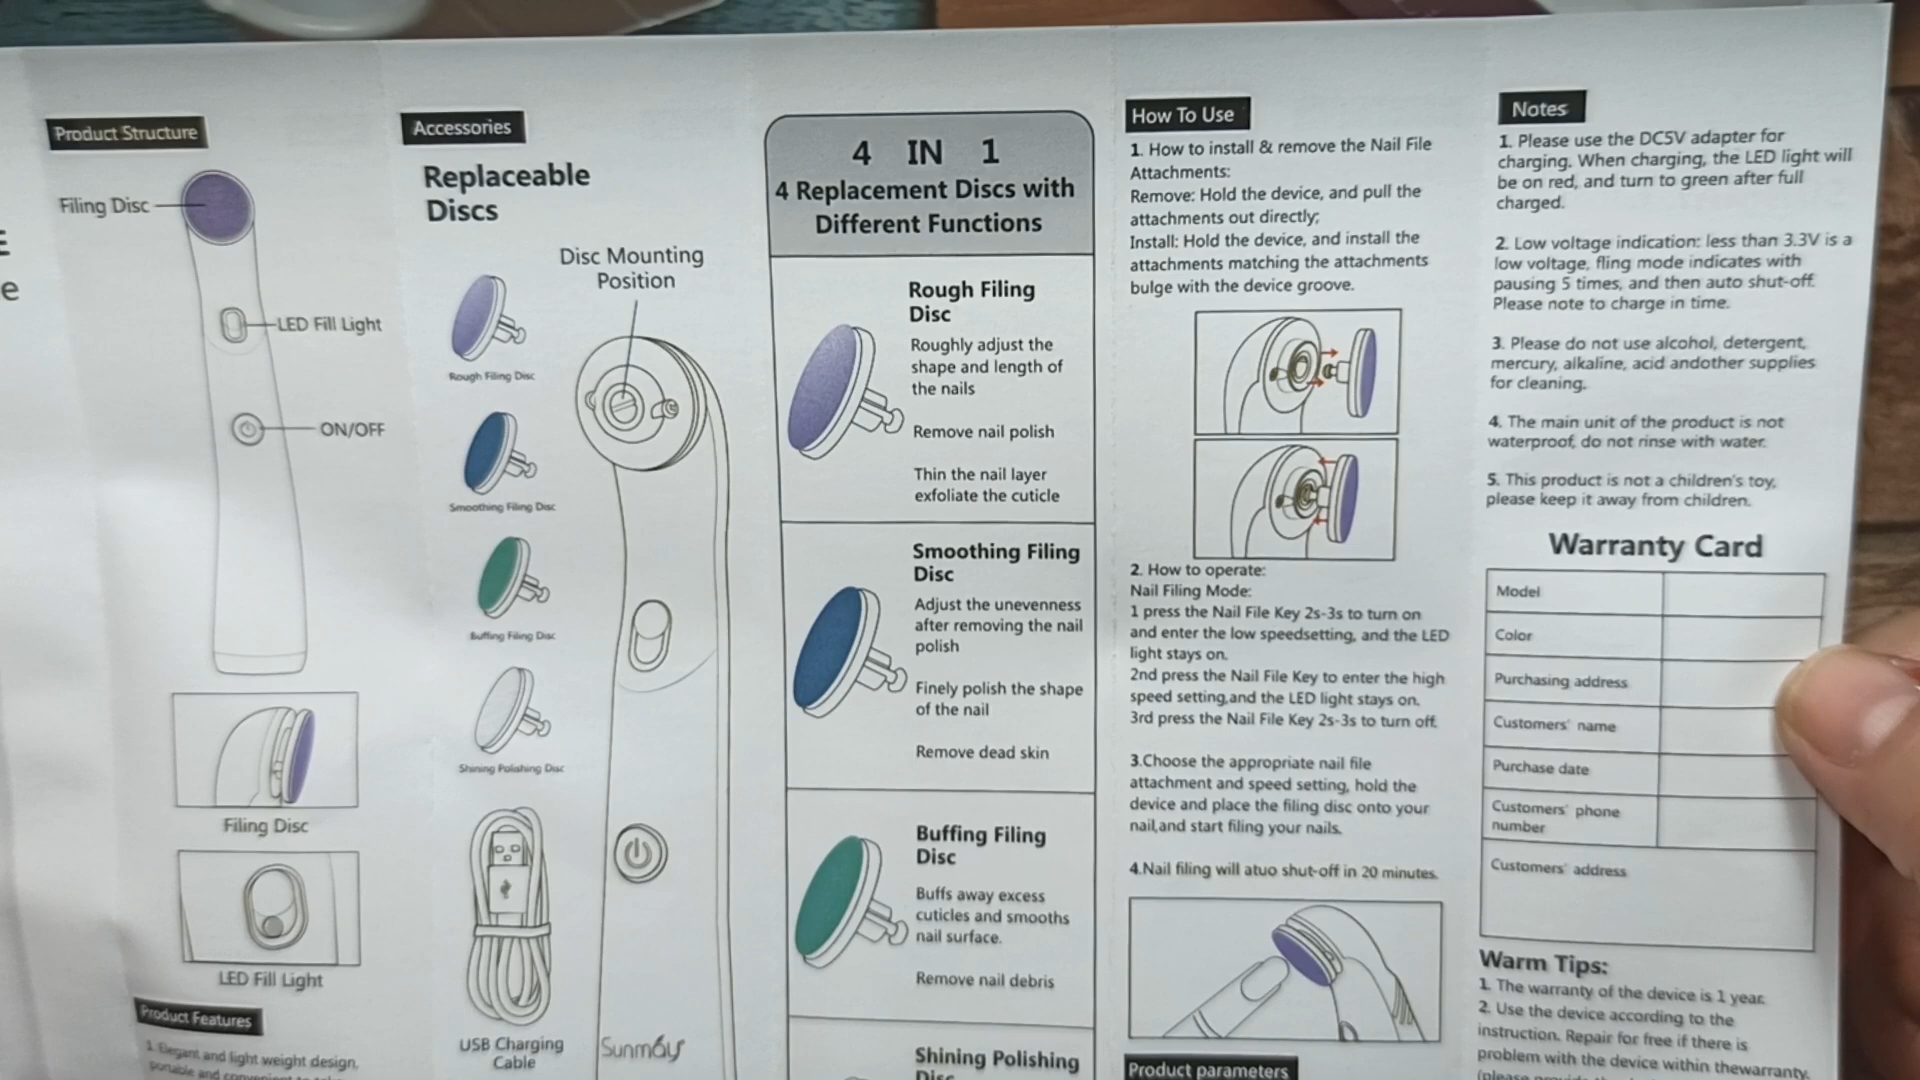 E
e
Product Structure
Filing Disc
LED Fill Light
ON/OFF
Filing Disc
LED Fill Light
Product Features
1. Elegant and light weight design,
portable and
Accessories
Replaceable
Discs
Disc Mounting
Position
Rough Filing Disc
Smoothing Filing Disc
Buffing Filing Disc
Shining Polishing Disc
USB Charging
Cable
Sunmay
4 IN 1
4 Replacement Discs with
Different Functions
Rough Filing
Disc
Roughly adjust the
shape and length of
the nails
Remove nail polish
Thin the nail layer
exfoliate the cuticle
Smoothing Filing
Disc
Adjust the unevenness
after removing the nail
polish
Finely polish the shape
of the nail
Remove dead skin
Buffing Filing
Disc
Buffs away excess
cuticles and smooths
nail surface.
Remove nail debris
Shining Polishing
Disc
How To Use
1. How to install & remove the Nail File
Attachments:
Remove: Hold the device, and pull the
attachments out directly;
Install: Hold the device, and install the
attachments matching the attachments
bulge with the device groove.
2. How to operate:
Nail Filing Mode:
1 press the Nail File Key 2s-3s to turn on
and enter the low speedsetting, and the LED
light stays on.
2nd press the Nail File Key to enter the high
speed setting,and the LED light stays on.
3rd press the Nail File Key 2s-3s to turn off.
3.Choose the appropriate nail file
attachment and speed setting, hold the
device and place the filing disc onto your
nail,and start filing your nails.
4.Nail filing will atuo shut-off in 20 minutes.
Product parameters
Notes
1. Please use the DC5V adapter for
charging. When charging, the LED light will
be on red, and turn to green after full
charged.
2. Low voltage indication: less than 3.3V is a
low voltage, fling mode indicates with
pausing 5 times, and then auto shut-off.
Please note to charge in time.
3. Please do not use alcohol, detergent,
mercury, alkaline, acid andother supplies
for cleaning.
4. The main unit of the product is not
waterproof, do not rinse with water.
5. This product is not a children's toy,
please keep it away from children.
Warranty Card
Model
Color
Purchasing address
Customers' name
Purchase date
Customers' phone
number
Customers' address
Warm Tips:
1. The warranty of the device is 1 year.
2. Use the device according to the
instruction. Repair for free if there is
problem with the device within thewarranty.
(please